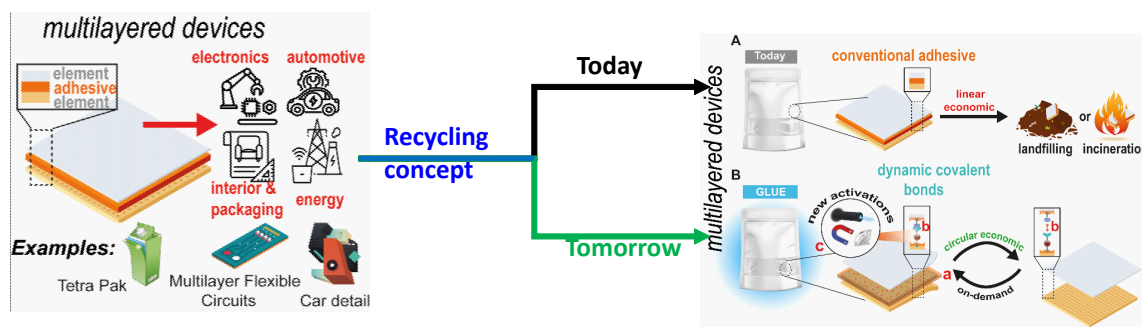 multilayered devices
element
adhesive
element
electronics
automotive
interior &
packaging
energy
Examples:
Tetra Pak
Multilayer Flexible
Circuits
Car detail
Recycling
concept
Today
Tomorrow
multilayered devices
A
Today
conventional adhesive
linear
economic
landfilling
or
incineratio
B
GLUE
dynamic covalent
bonds
new activations
c
b
a
circular economic
on-demand
b